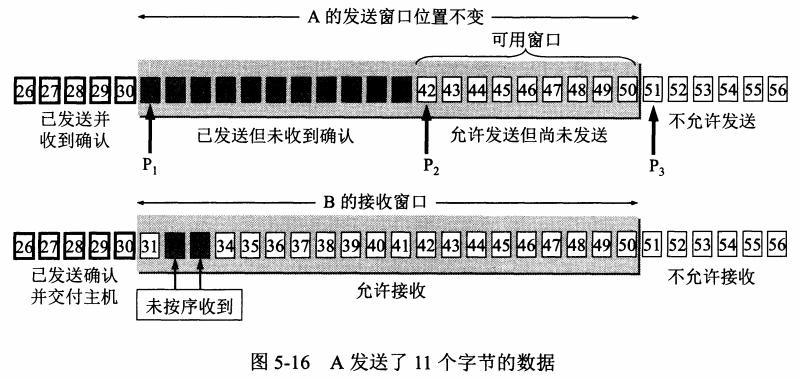 A 的发送窗口位置不变
可用窗口
26 27 28 29 30 42 43 44 45 46 47 48 49 50 51 52 53 54 55 56
已发送并
收到确认
已发送但未收到确认
允许发送但尚未发送
不允许发送
P1
P2
P3
B 的接收窗口
26 27 28 29 30 31 34 35 36 37 38 39 40 41 42 43 44 45 46 47 48 49 50 51 52 53 54 55 56
已发送确认
并交付主机
未按序收到
允许接收
不允许接收
图 5-16 A 发送了 11 个字节的数据